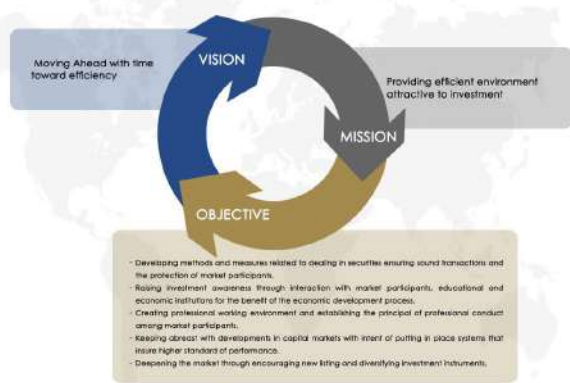 VISION
Moving Ahead with time
toward efficiency
Providing efficient environment
attractive to investment
MISSION
OBJECTIVE
- Developing methods and measures related to dealing in securities ensuring sound transactions and
the protection of market participants.
- Raising investment awareness through interaction with market participants, educational and
economic institutions for the benefit of the economic development process.
- Creating professional working environment and establishing the principal of professional conduct
among market participants.
- Keeping abreast with developments in capital markets with intent of putting in place systems that
insure higher standard of performance.
- Deepening the market through encouraging new listing and diversifying investment instruments.